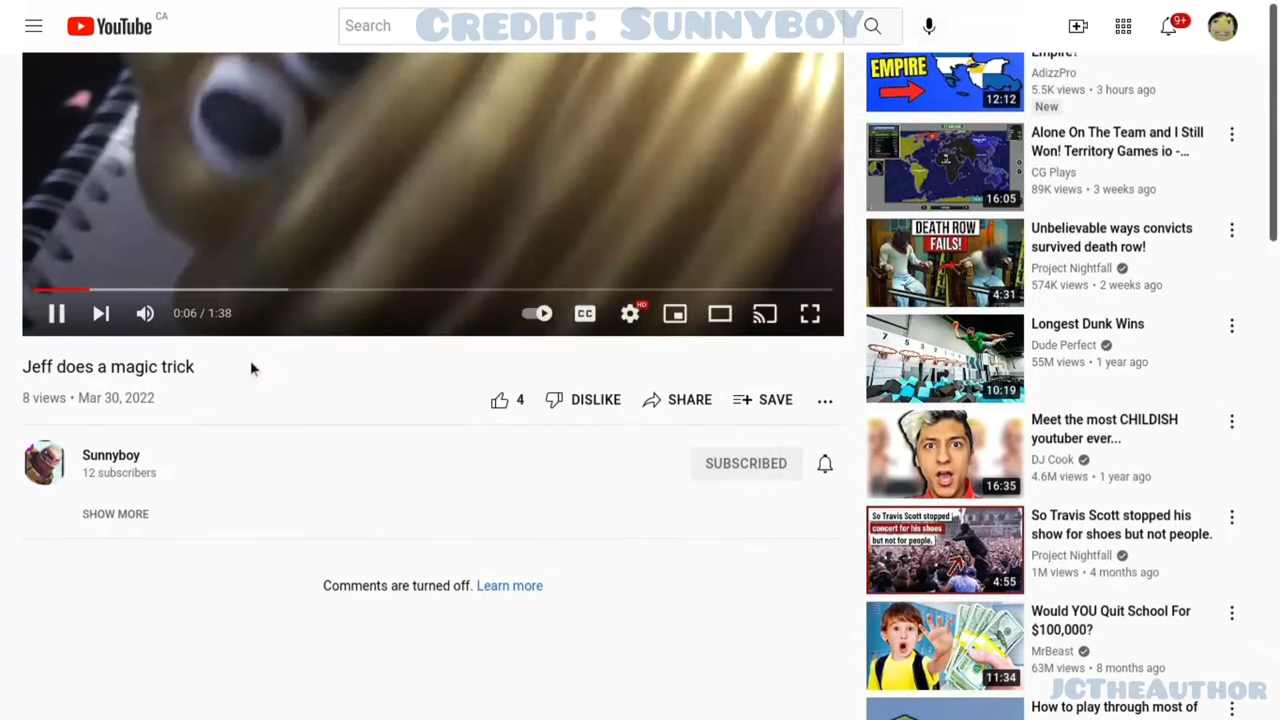 YouTube CA
Search
CREDIT: SUNNYBOY
9+
0:06 / 1:38
CC
HD
Jeff does a magic trick
8 views • Mar 30, 2022
4
DISLIKE
SHARE
SAVE
Sunnyboy
12 subscribers
SUBSCRIBED
SHOW MORE
Comments are turned off. Learn more
EMPIRE
12:12
Empire?
AdizzPro
5.5K views • 3 hours ago
New
16:05
Alone On The Team and I Still
Won! Territory Games io -...
CG Plays
89K views • 3 weeks ago
DEATH ROW
FAILS!
4:31
Unbelievable ways convicts
survived death row!
Project Nightfall
574K views • 2 weeks ago
10:19
Longest Dunk Wins
Dude Perfect
55M views • 1 year ago
16:35
Meet the most CHILDISH
youtuber ever...
DJ Cook
4.6M views • 1 year ago
So Travis Scott stopped
concert for his shoes
but not for people.
4:55
So Travis Scott stopped his
show for shoes but not people.
Project Nightfall
1M views • 4 months ago
11:34
Would YOU Quit School For
$100,000?
MrBeast
63M views • 8 months ago
JCTHEAUTHOR
How to play through most of